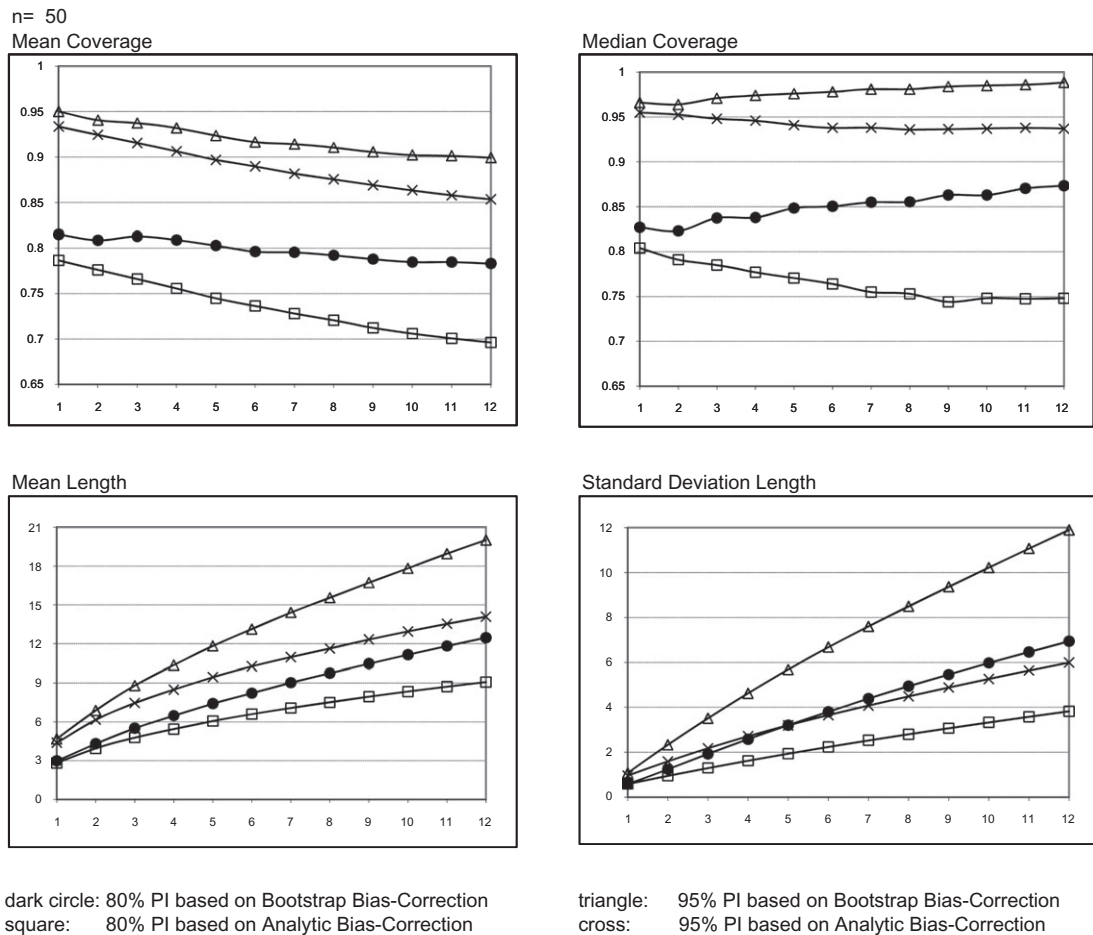 n= 50
Mean Coverage
1
0.95
0.9
0.85
0.8
0.75
0.7
0.65
1 2 3 4 5 6 7 8 9 10 11 12
Median Coverage
1
0.95
0.9
0.85
0.8
0.75
0.7
0.65
1 2 3 4 5 6 7 8 9 10 11 12
Mean Length
21
18
15
12
9
6
3
0
1 2 3 4 5 6 7 8 9 10 11 12
Standard Deviation Length
12
10
8
6
4
2
0
1 2 3 4 5 6 7 8 9 10 11 12
dark circle: 80% PI based on Bootstrap Bias-Correction
square: 80% PI based on Analytic Bias-Correction
triangle: 95% PI based on Bootstrap Bias-Correction
cross: 95% PI based on Analytic Bias-Correction